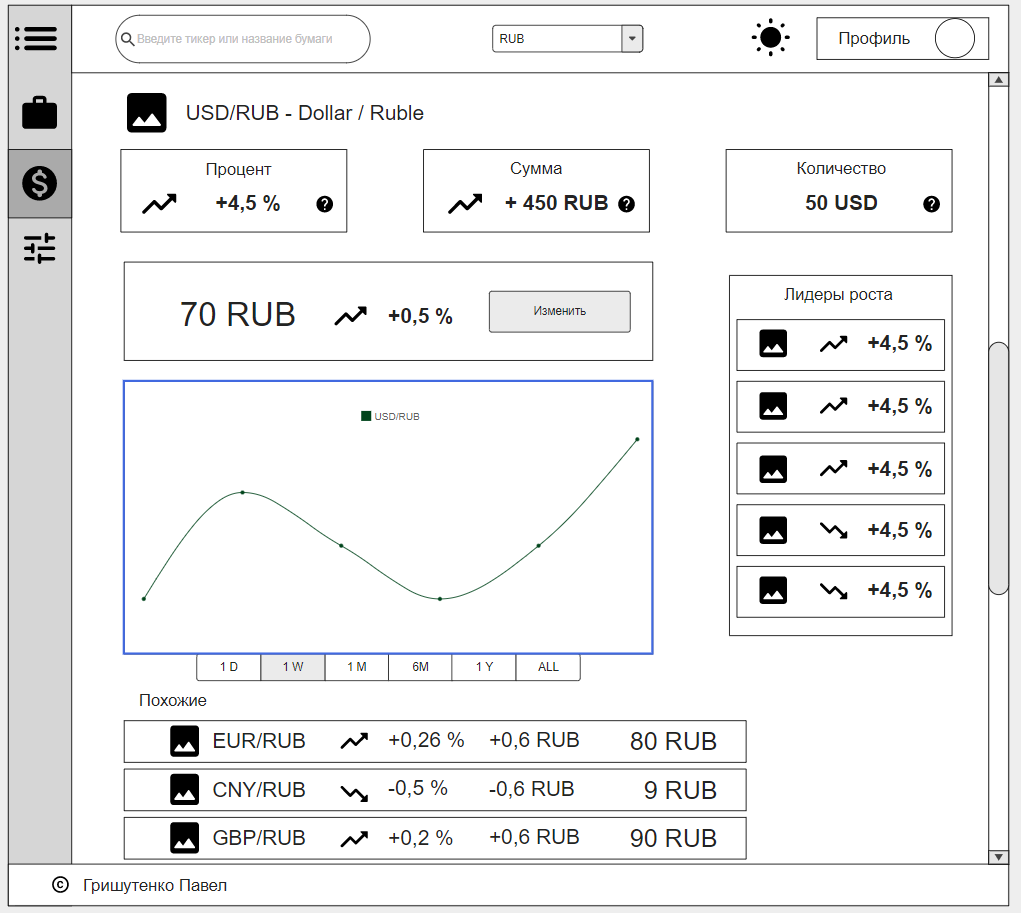 Введите тикер или название бумаги
RUB
Профиль
USD/RUB - Dollar / Ruble
Процент
+4,5 %
Сумма
+ 450 RUB
Количество
50 USD
70 RUB
+0,5 %
Изменить
USD/RUB
1 D
1 W
1 M
6M
1 Y
ALL
Лидеры роста
+4,5 %
+4,5 %
+4,5 %
+4,5 %
+4,5 %
Похожие
EUR/RUB +0,26 % +0,6 RUB 80 RUB
CNY/RUB -0,5 % -0,6 RUB 9 RUB
GBP/RUB +0,2 % +0,6 RUB 90 RUB
© Гришутенко Павел